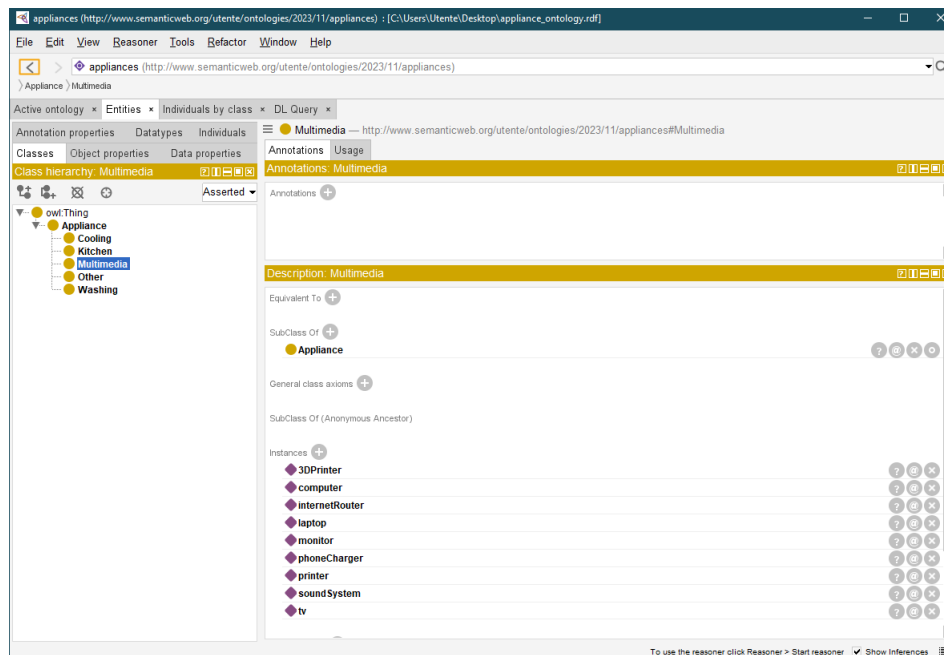 appliances (http://www.semanticweb.org/utente/ontologies/2023/11/appliances) : [C:\Users\Utente\Desktop\appliance_ontology.rdf]
File Edit View Reasoner Tools Refactor Window Help
appliances (http://www.semanticweb.org/utente/ontologies/2023/11/appliances)
Appliance Multimedia
Active ontology × Entities × Individuals by class × DL Query ×
Annotation properties Datatypes Individuals
Classes Object properties Data properties
Class hierarchy: Multimedia
Asserted
owl:Thing
Appliance
Cooling
Kitchen
Multimedia
Other
Washing
Multimedia — http://www.semanticweb.org/utente/ontologies/2023/11/appliances#Multimedia
Annotations Usage
Annotations: Multimedia
Annotations
Description: Multimedia
Equivalent To
SubClass Of
Appliance
General class axioms
SubClass Of (Anonymous Ancestor)
Instances
3DPrinter
computer
internetRouter
laptop
monitor
phoneCharger
printer
soundSystem
tv
To use the reasoner click Reasoner > Start reasoner Show Inferences